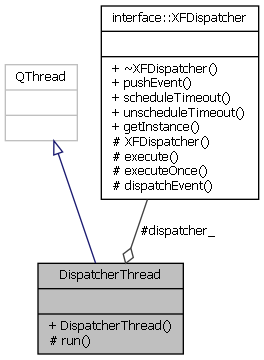 interface::XFDispatcher
+ ~XFDispatcher()
+ pushEvent()
+ scheduleTimeout()
+ unscheduleTimeout()
+ getInstance()
# XFDispatcher()
# execute()
# executeOnce()
# dispatchEvent()
QThread
#dispatcher_
DispatcherThread
+ DispatcherThread()
# run()